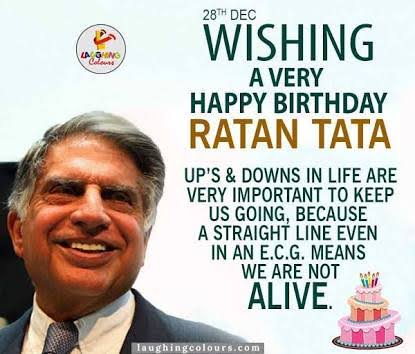 28TH DEC
WISHING
A VERY
HAPPY BIRTHDAY
RATAN TATA
UP'S & DOWNS IN LIFE ARE
VERY IMPORTANT TO KEEP
US GOING, BECAUSE
A STRAIGHT LINE EVEN
IN AN E.C.G. MEANS
WE ARE NOT
ALIVE.
LAUGHING
Colours
laughingcolours.com